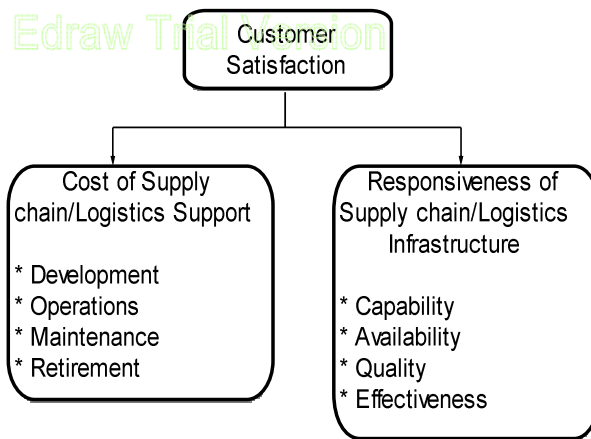 Edraw Trial Version
Customer
Satisfaction
Cost of Supply
chain/Logistics Support
* Development
* Operations
* Maintenance
* Retirement
Responsiveness of
Supply chain/Logistics
Infrastructure
* Capability
* Availability
* Quality
* Effectiveness